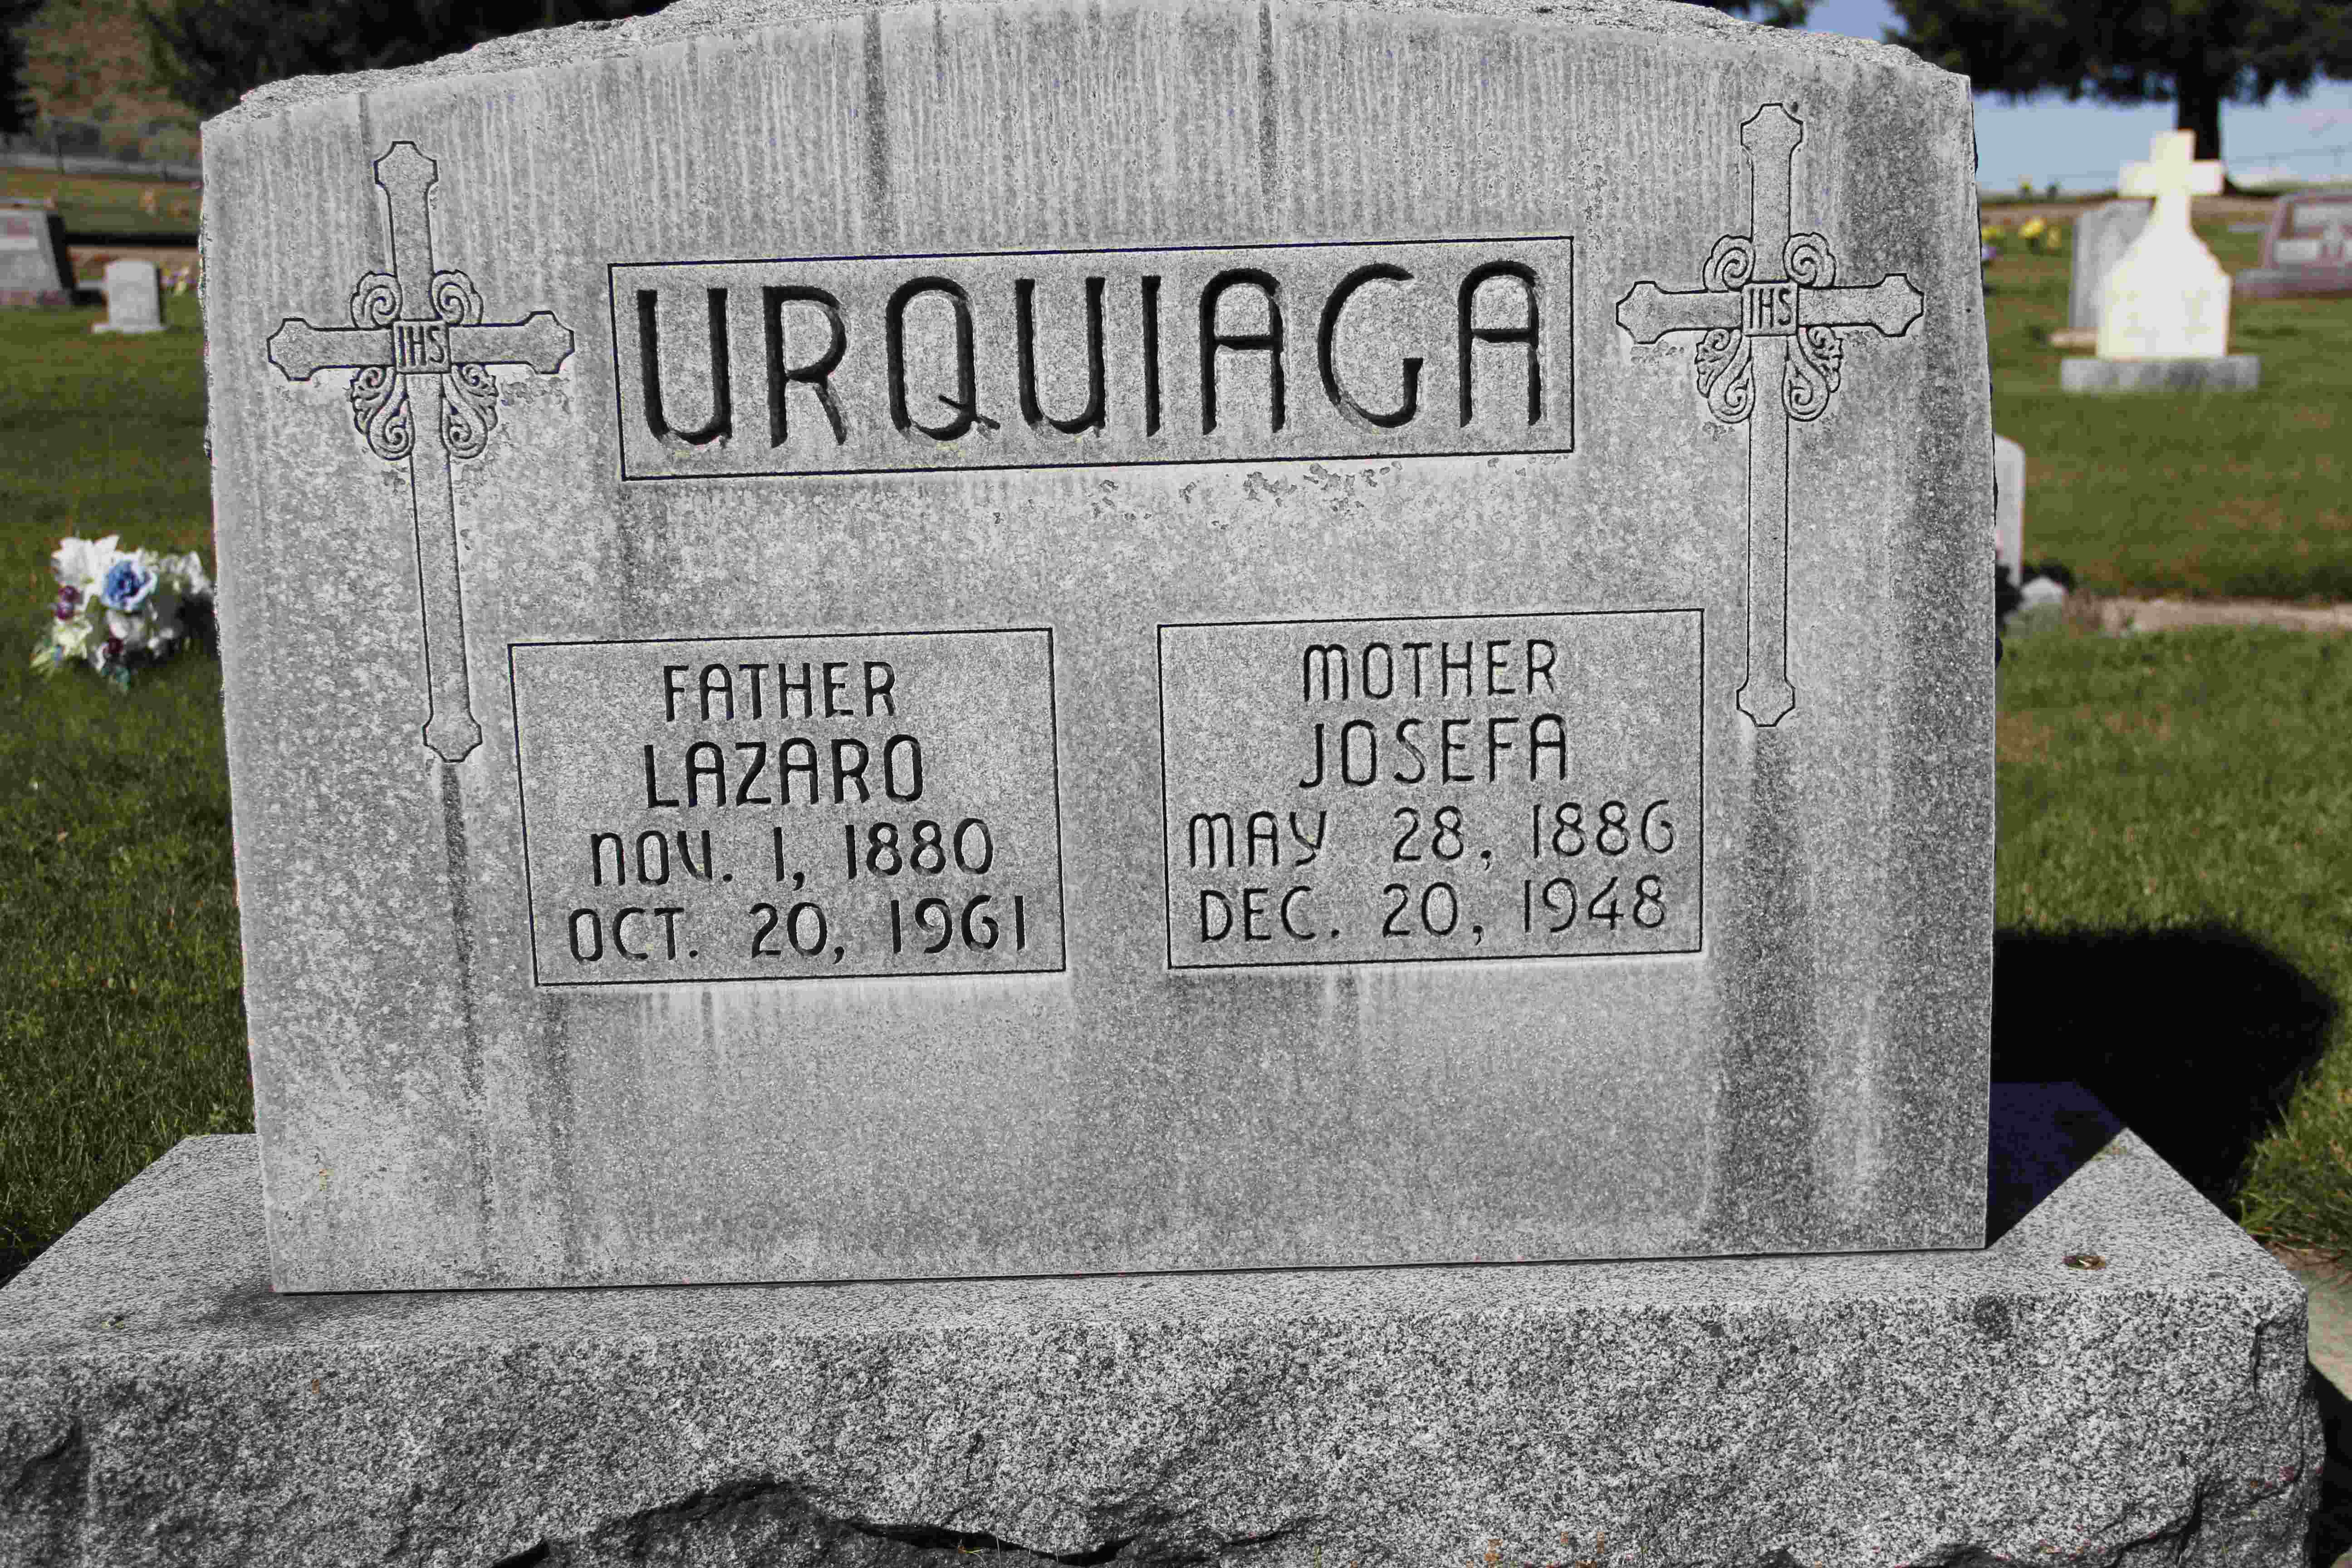 IHS
IHS
URQUIAGA
FATHER
LAZARO
NOV. 1, 1880
OCT. 20, 1961
MOTHER
JOSEFA
MAY 28, 1886
DEC. 20, 1948